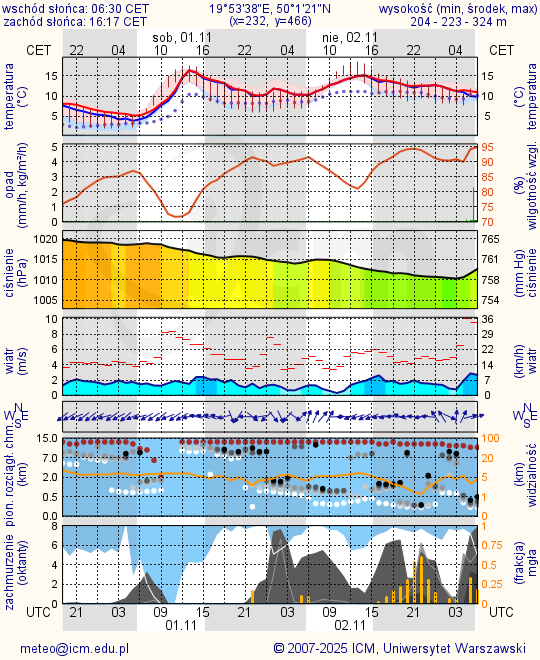 wschód słońca: 06:30 CET 19°53'38"E, 50°1'21"N wysokość (min, środek, max)
zachód słońca: 16:17 CET (x=232, y=466) 204 - 223 - 324 m
sob, 01.11 nie, 02.11
CET 22 04 10 16 22 04 10 16 22 04 CET
temperatura (°C) 15 10 5 15 10 5 (°C) temperatura
opad (mm/h, kg/m²/h) 5 4 3 2 1 0 95 90 85 80 75 70 (%) wilgotność wzgl.
ciśnienie (hPa) 1020 1015 1010 1005 765 761 758 754 (mm Hg) ciśnienie
wiatr (m/s) 10 8 6 4 2 0 36 29 22 14 7 0 (km/h) wiatr
N W E S N W E S
pion. rozciągł. chm. (km) 15.0 7.0 2.0 0.5 0.0 100 20 5 1 0 (km) widzialność
zachmurzenie (oktanty) 8 6 4 2 0 1 0.75 0.5 0.25 0 (frakcja) mgła
UTC 21 03 09 15 21 03 09 15 21 03 UTC
01.11 02.11
meteo@icm.edu.pl © 2007-2025 ICM, Uniwersytet Warszawski